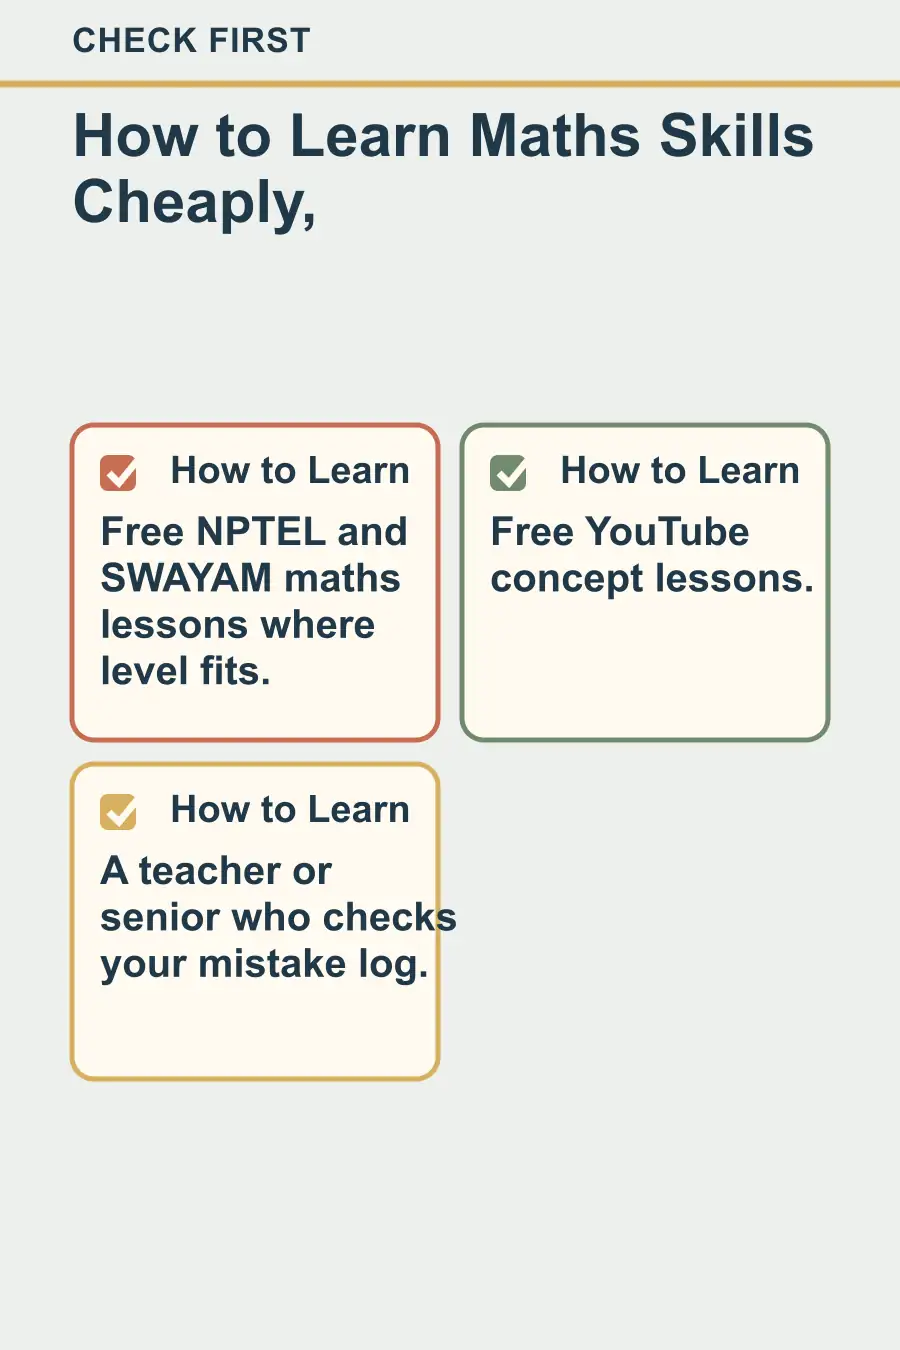 CHECK FIRST
How to Learn Maths Skills
Cheaply,
How to Learn
Free NPTEL and
SWAYAM maths
lessons where
level fits.
How to Learn
Free YouTube
concept lessons.
How to Learn
A teacher or
senior who checks
your mistake log.